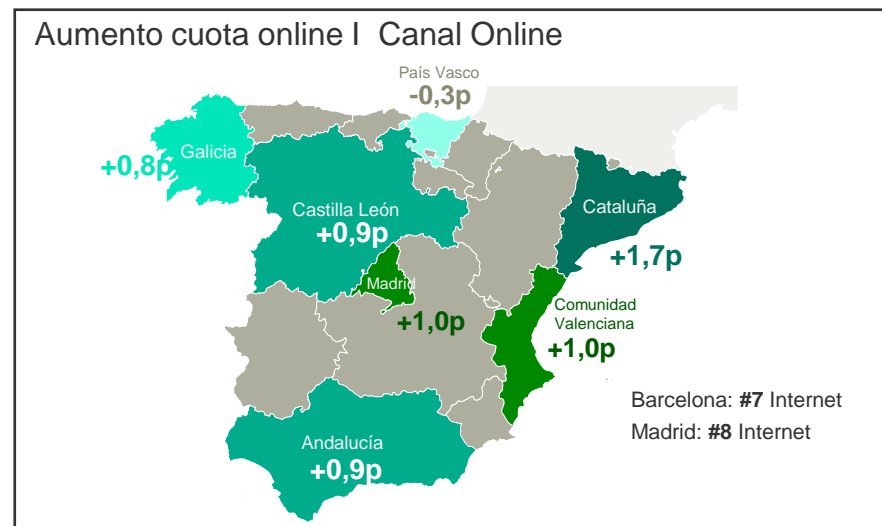 Aumento cuota online I Canal Online
País Vasco
-0,3p
Galicia
+0,8p
Castilla León
+0,9p
Cataluña
+1,7p
Madrid
+1,0p
Comunidad
Valenciana
+1,0p
Barcelona: #7 Internet
Madrid: #8 Internet
Andalucía
+0,9p